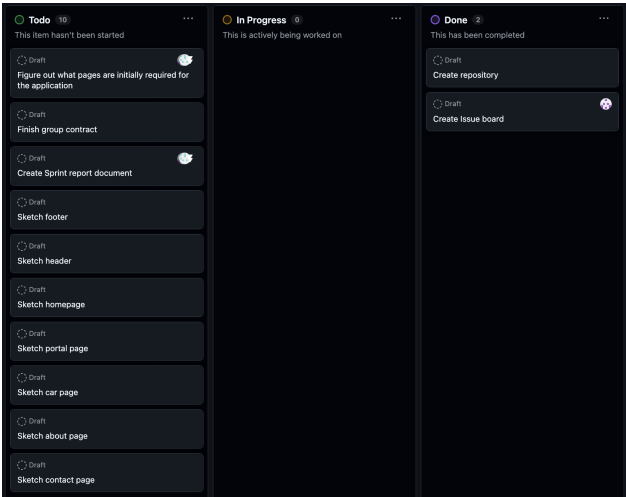 Todo 10
This item hasn't been started
Draft
Figure out what pages are initially required for
the application
Draft
Finish group contract
Draft
Create Sprint report document
Draft
Sketch footer
Draft
Sketch header
Draft
Sketch homepage
Draft
Sketch portal page
Draft
Sketch car page
Draft
Sketch about page
Draft
Sketch contact page
In Progress 0
This is actively being worked on
Done 2
This has been completed
Draft
Create repository
Draft
Create Issue board